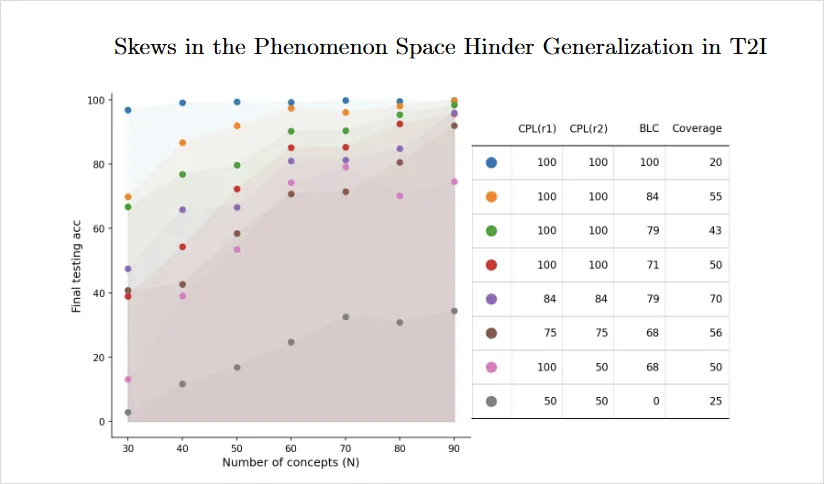 Skews in the Phenomenon Space Hinder Generalization in T2I
100
80
60
40
20
0
Final testing acc
30 40 50 60 70 80 90
Number of concepts (N)
CPL(r1) CPL(r2) BLC Coverage
100 100 100 20
100 100 84 55
100 100 79 43
100 100 71 50
84 84 79 70
75 75 68 56
100 50 68 50
50 50 0 25